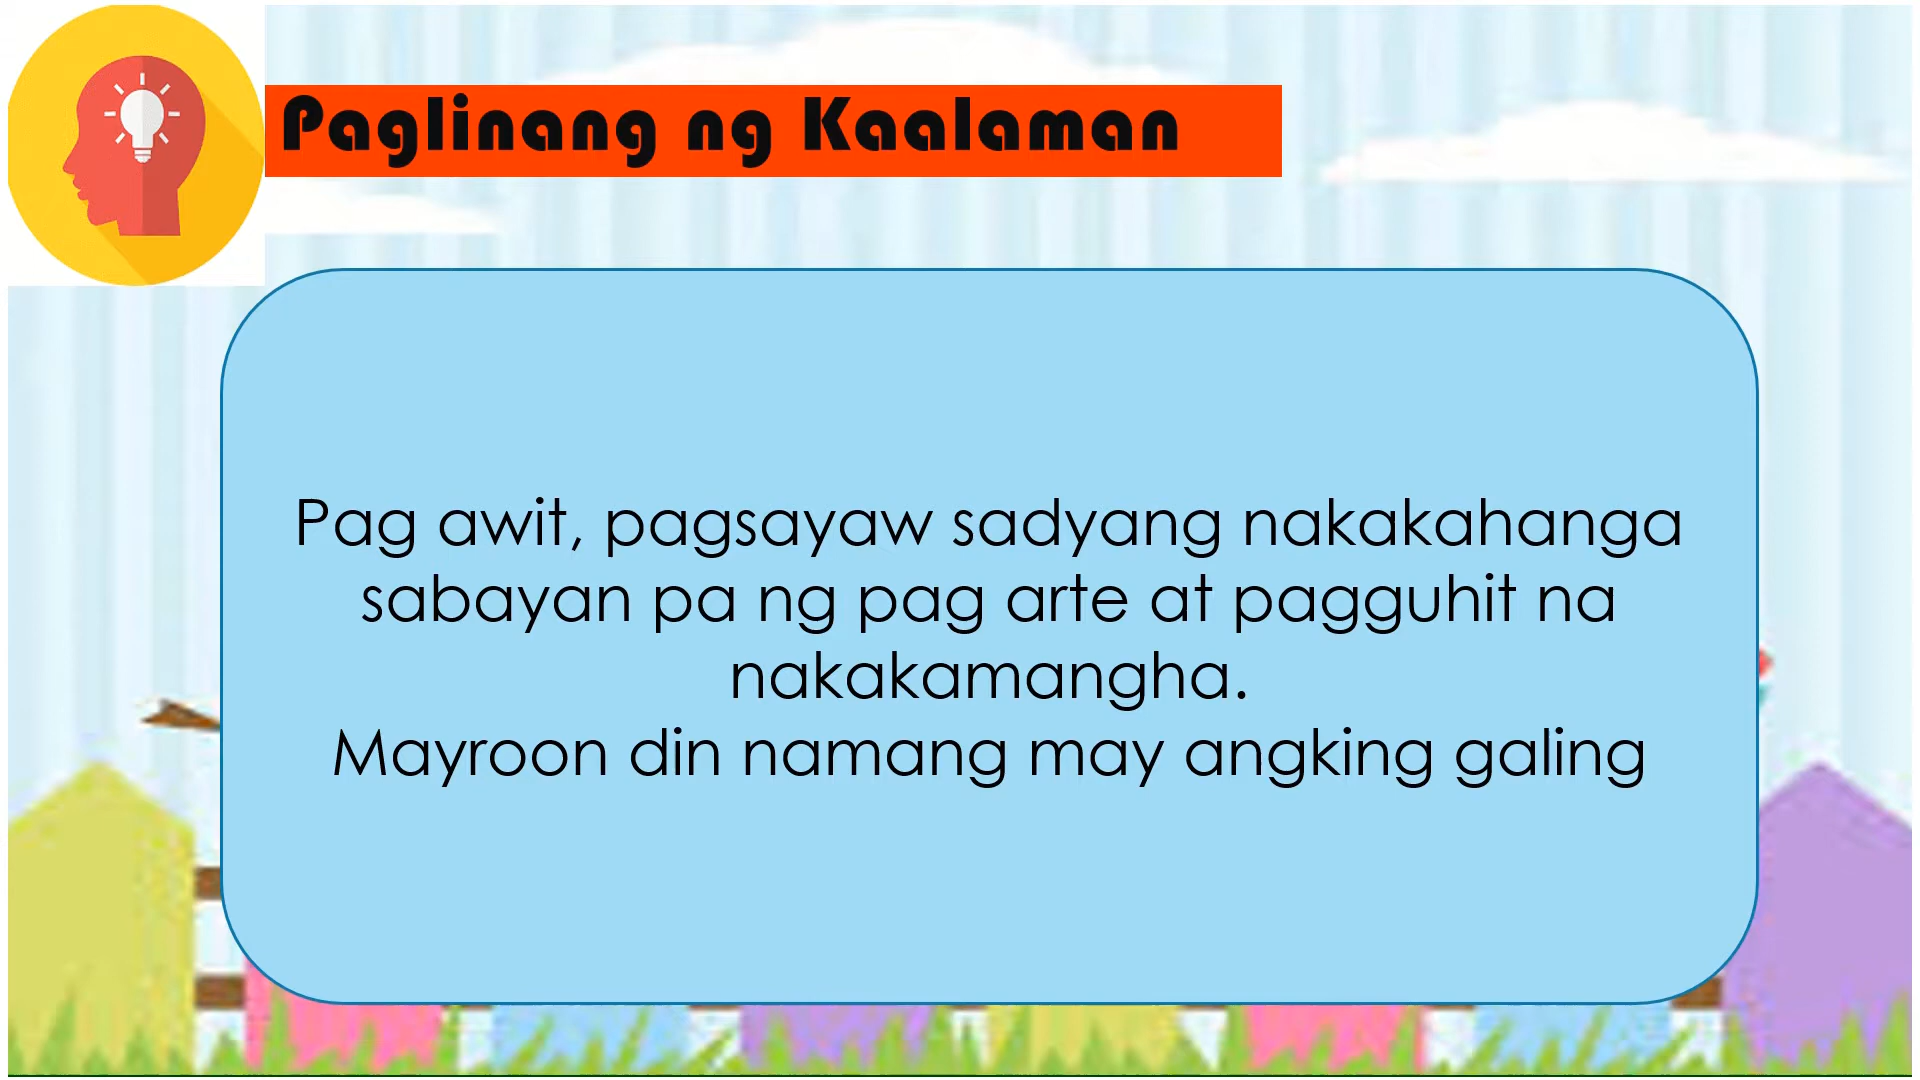 Paglinang ng Kaalaman
Pag awit, pagsayaw sadyang nakakahanga
sabayan pa ng pag arte at pagguhit na
nakakamangha.
Mayroon din namang may angking galing